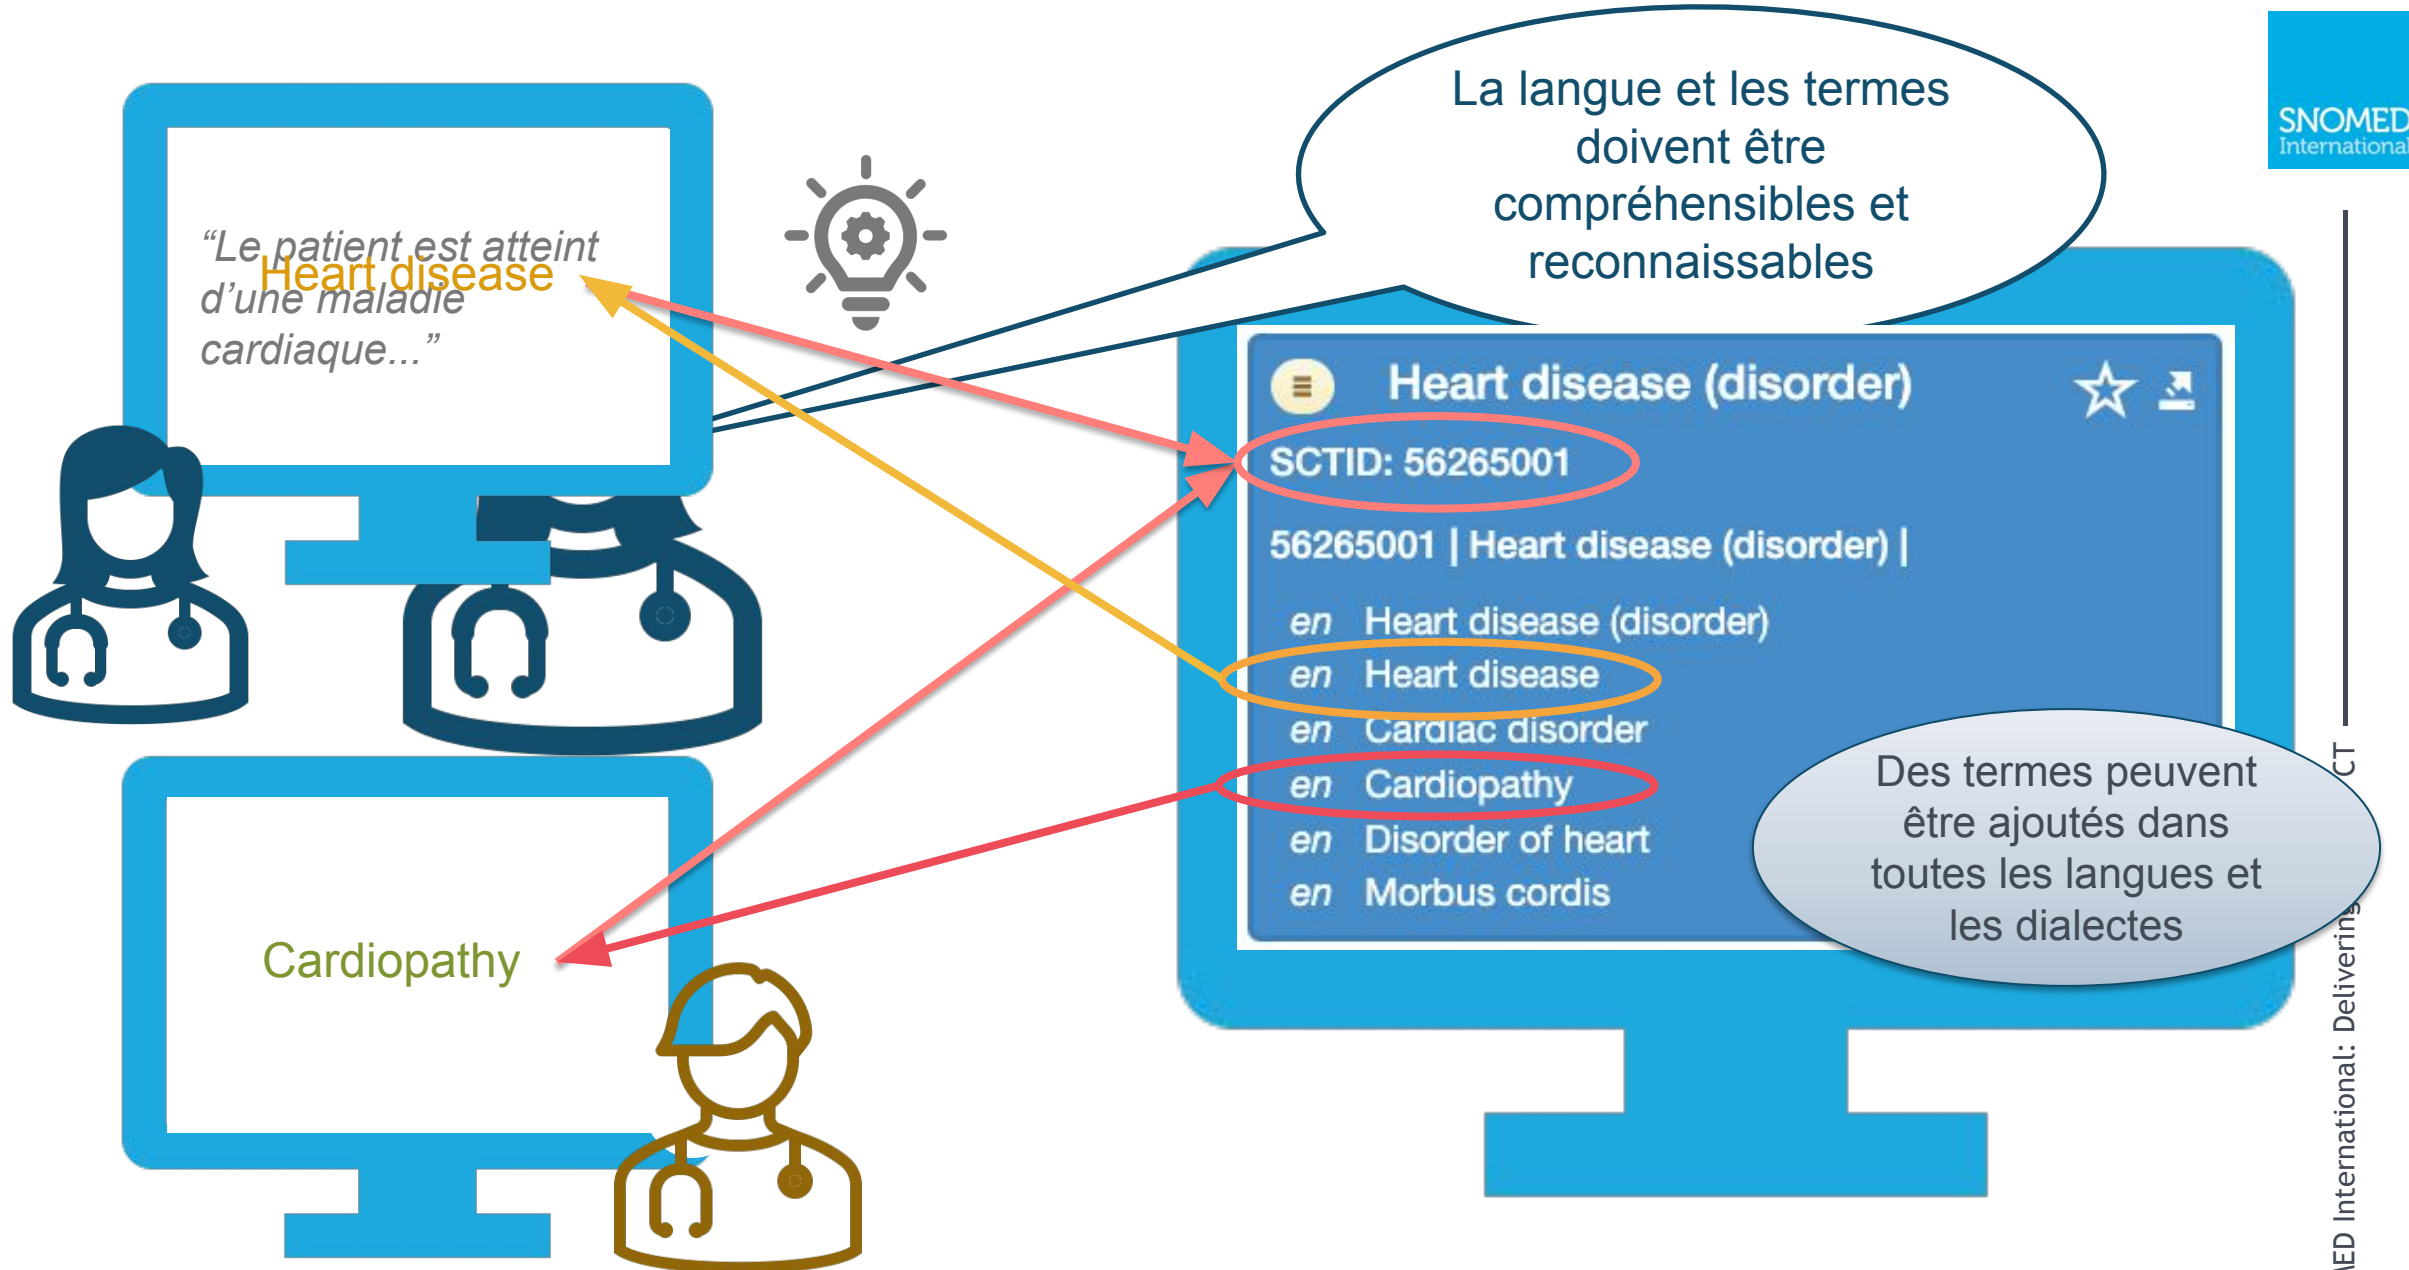 “Le patient est atteint
d’une maladie
cardiaque...”
Heart disease
La langue et les termes
doivent être
compréhensibles et
reconnaissables
SNOMED
International
Heart disease (disorder)
SCTID: 56265001
56265001 | Heart disease (disorder) |
en Heart disease (disorder)
en Heart disease
en Cardiac disorder
en Cardiopathy
en Disorder of heart
en Morbus cordis
Des termes peuvent
être ajoutés dans
toutes les langues et
les dialectes
Cardiopathy
International: Delivering CT